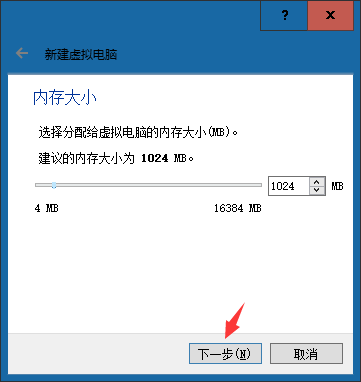 ? x
新建虚拟电脑
内存大小
选择分配给虚拟电脑的内存大小(MB)。
建议的内存大小为 1024 MB。
1024 MB
4 MB 16384 MB
下一步(N) 取消